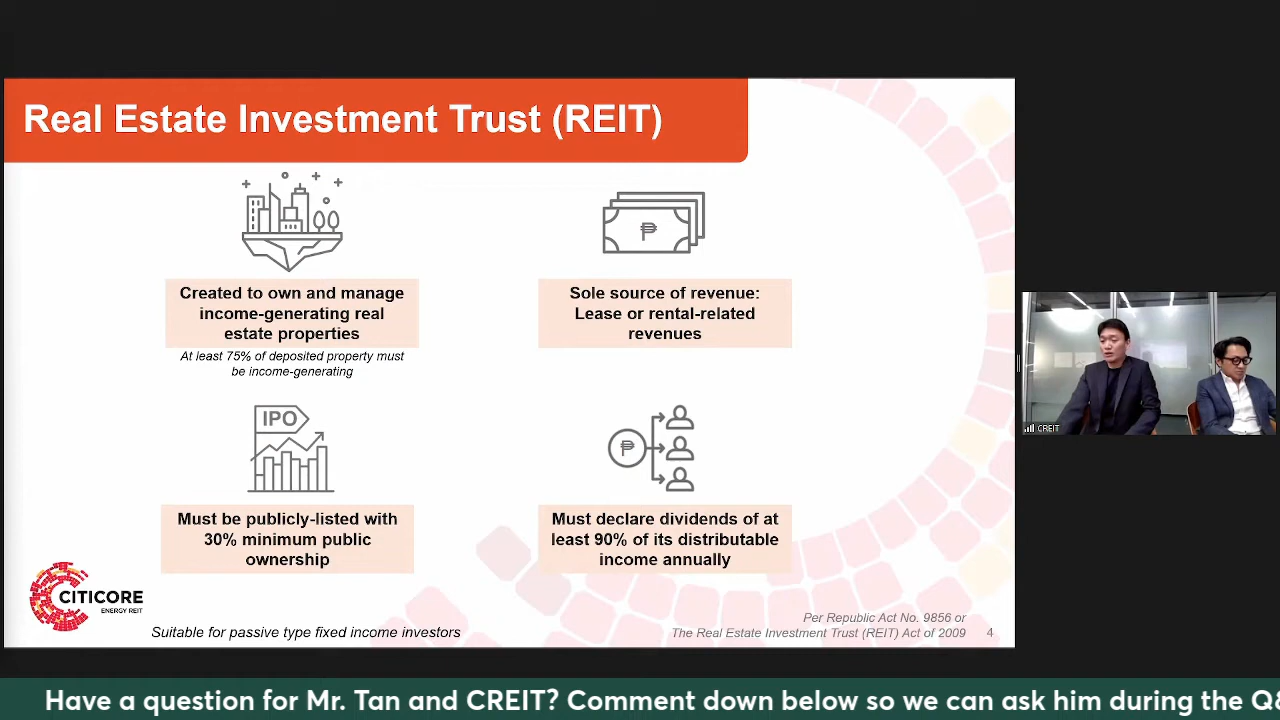 Real Estate Investment Trust (REIT)
₱
Created to own and manage
income-generating real
estate properties
At least 75% of deposited property must
be income-generating
Sole source of revenue:
Lease or rental-related
revenues
IPO
₱
Must be publicly-listed with
30% minimum public
ownership
Must declare dividends of at
least 90% of its distributable
income annually
CITICORE
ENERGY REIT
Suitable for passive type fixed income investors
Per Republic Act No. 9856 or
The Real Estate Investment Trust (REIT) Act of 2009
4
CREIT
Have a question for Mr. Tan and CREIT? Comment down below so we can ask him during the Q&